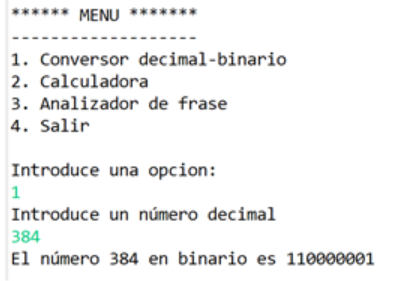 ****** MENU *******
-------------------
1. Conversor decimal-binario
2. Calculadora
3. Analizador de frase
4. Salir
Introduce una opcion:
1
Introduce un número decimal
384
El número 384 en binario es 110000001